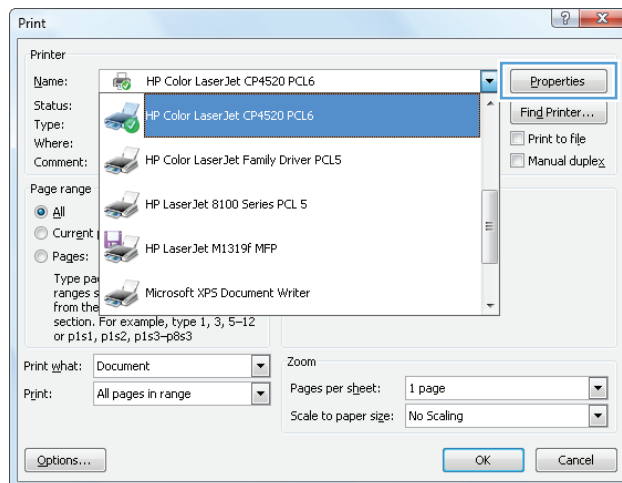 Print
Printer
Name: HP Color LaserJet CP4520 PCL6 Properties
Status: HP Color LaserJet CP4520 PCL6 Find Printer...
Type:
Where: HP Color LaserJet Family Driver PCL5 Print to file
Comment: Manual duplex
Page range HP LaserJet 8100 Series PCL 5
All
Current
Pages: HP LaserJet M1319f MFP
Type
ranges Microsoft XPS Document Writer
from the
section. For example, type 1, 3, 5–12
or p1s1, p1s2, p1s3–p8s3
Print what: Document Zoom
Print: All pages in range Pages per sheet: 1 page
Scale to paper size: No Scaling
Options... OK Cancel